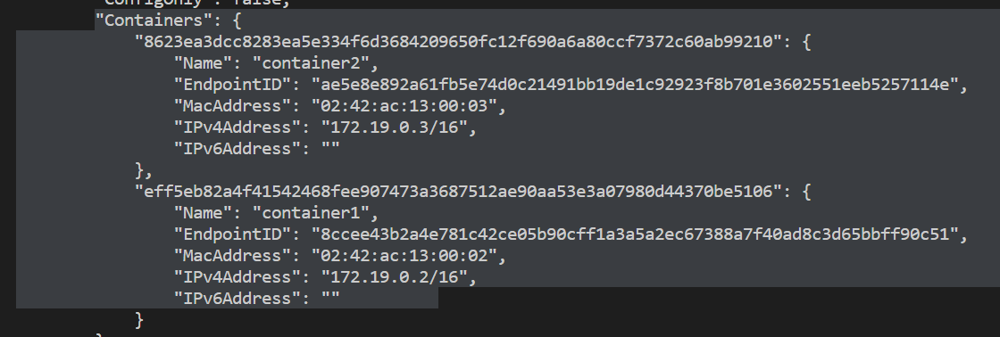 "ConfigOnly": false,
"Containers": {
"8623ea3dcc8283ea5e334f6d3684209650fc12f690a6a80ccf7372c60ab99210": {
"Name": "container2",
"EndpointID": "ae5e8e892a61fb5e74d0c21491bb19de1c92923f8b701e3602551eeb5257114e",
"MacAddress": "02:42:ac:13:00:03",
"IPv4Address": "172.19.0.3/16",
"IPv6Address": ""
},
"eff5eb82a4f41542468fee907473a3687512ae90aa53e3a07980d44370be5106": {
"Name": "container1",
"EndpointID": "8ccee43b2a4e781c42ce05b90cff1a3a5a2ec67388a7f40ad8c3d65bbff90c51",
"MacAddress": "02:42:ac:13:00:02",
"IPv4Address": "172.19.0.2/16",
"IPv6Address": ""
}
}